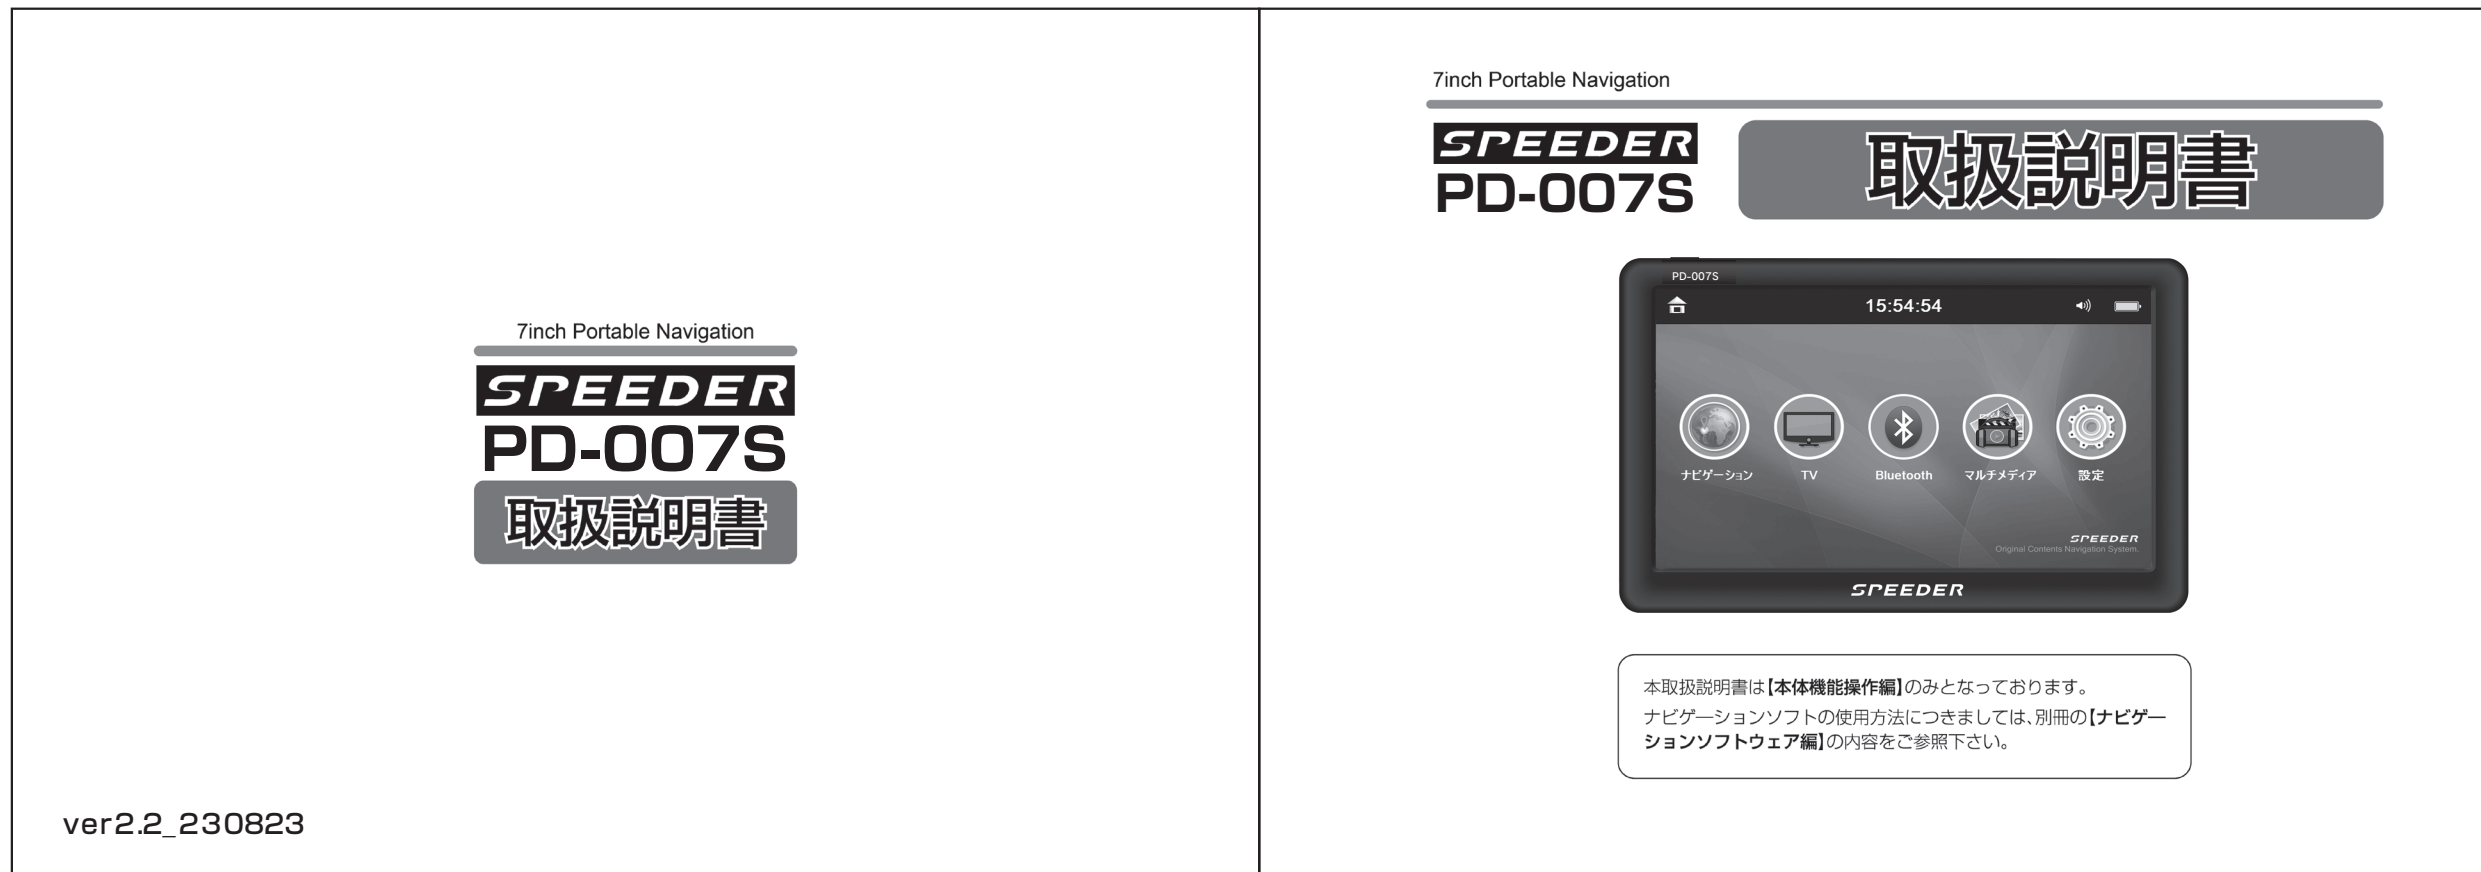 7inch Portable Navigation
SPEEDER
PD-007S
取扱説明書
ver2.2_230823
7inch Portable Navigation
SPEEDER
PD-007S
取扱説明書
PD-007S
15:54:54
ナビゲーション
TV
Bluetooth
マルチメディア
設定
SPEEDER
Original Contents Navigation System.
SPEEDER
本取扱説明書は【本体機能操作編】のみとなっております。
ナビゲーションソフトの使用方法につきましては、別冊の【ナビゲー
ションソフトウェア編】の内容をご参照下さい。